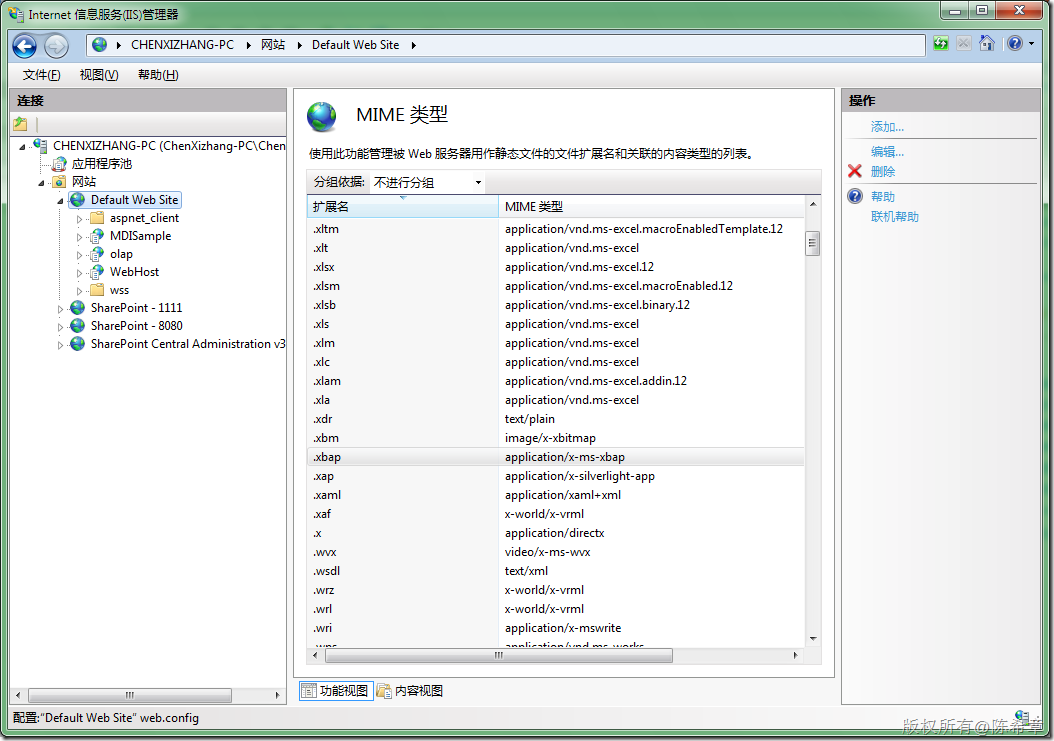 Internet 信息服务(IIS)管理器
CHENXIZHANG-PC 网站 Default Web Site
文件(F) 视图(V) 帮助(H)
连接
CHENXIZHANG-PC (ChenXizhang-PC\Chen
应用程序池
网站
Default Web Site
aspnet_client
MDISample
olap
WebHost
wss
SharePoint - 1111
SharePoint - 8080
SharePoint Central Administration v3
MIME 类型
使用此功能管理被 Web 服务器用作静态文件的文件扩展名和关联的内容类型的列表。
分组依据: 不进行分组
扩展名 MIME 类型
.xltm application/vnd.ms-excel.macroEnabledTemplate.12
.xlt application/vnd.ms-excel
.xlsx application/vnd.ms-excel.12
.xlsm application/vnd.ms-excel.macroEnabled.12
.xlsb application/vnd.ms-excel.binary.12
.xls application/vnd.ms-excel
.xlm application/vnd.ms-excel
.xlc application/vnd.ms-excel
.xlam application/vnd.ms-excel.addin.12
.xla application/vnd.ms-excel
.xdr text/plain
.xbm image/x-xbitmap
.xbap application/x-ms-xbap
.xap application/x-silverlight-app
.xaml application/xaml+xml
.xaf x-world/x-vrml
.x application/directx
.wvx video/x-ms-wvx
.wsdl text/xml
.wrz x-world/x-vrml
.wrl x-world/x-vrml
.wri application/x-mswrite
.wps application/vnd.ms-works
功能视图 内容视图
操作
添加...
编辑...
删除
帮助
联机帮助
配置:"Default Web Site" web.config
版权所有@陈希章